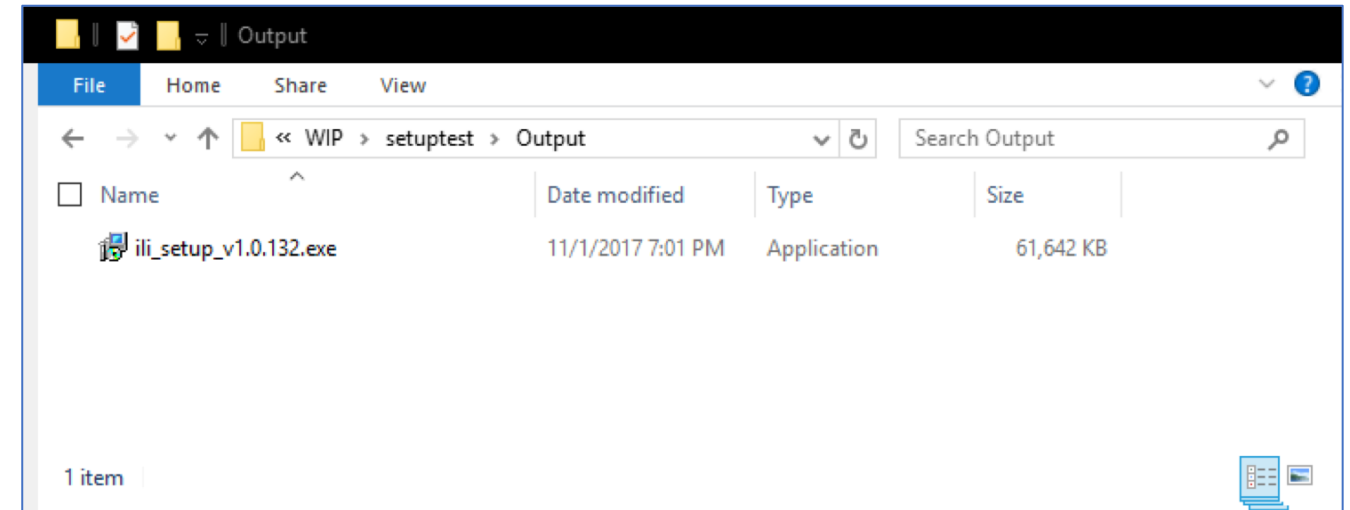 Output
File Home Share View
« WIP > setuptest > Output Search Output
Name Date modified Type Size
ili_setup_v1.0.132.exe 11/1/2017 7:01 PM Application 61,642 KB
1 item